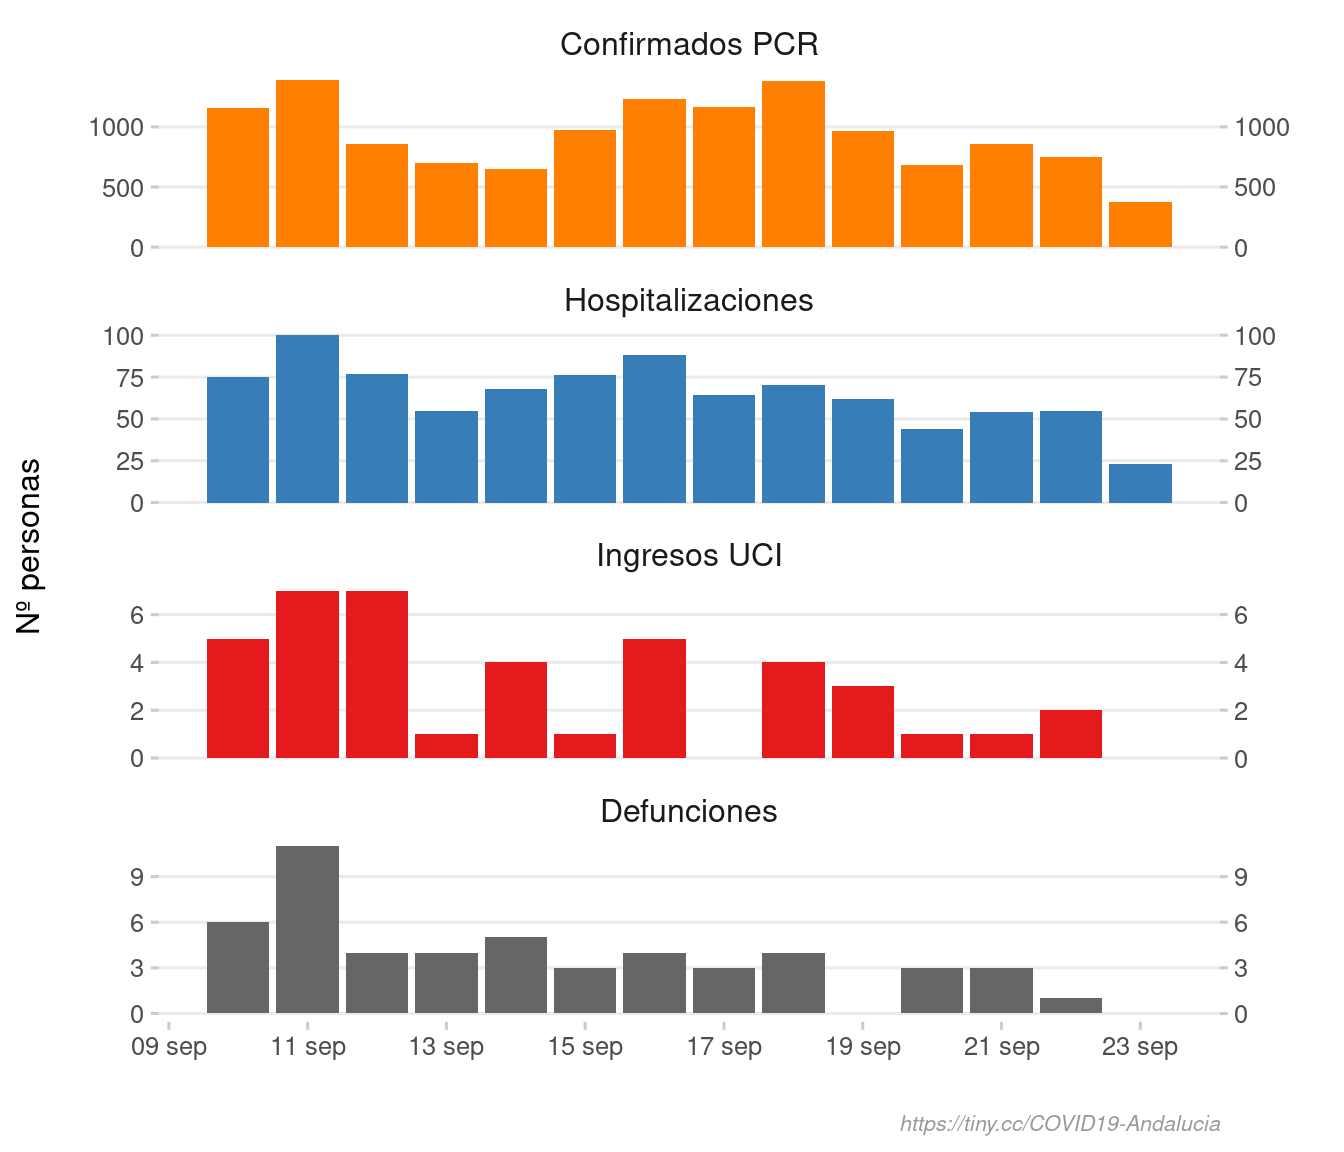 Confirmados PCR
1000 1000
500 500
0 0
Hospitalizaciones
100 100
75 75
50 50
25 25
0 0
Nº personas
Ingresos UCI
6 6
4 4
2 2
0 0
Defunciones
9 9
6 6
3 3
0 0
09 sep 11 sep 13 sep 15 sep 17 sep 19 sep 21 sep 23 sep
https://tiny.cc/COVID19-Andalucia